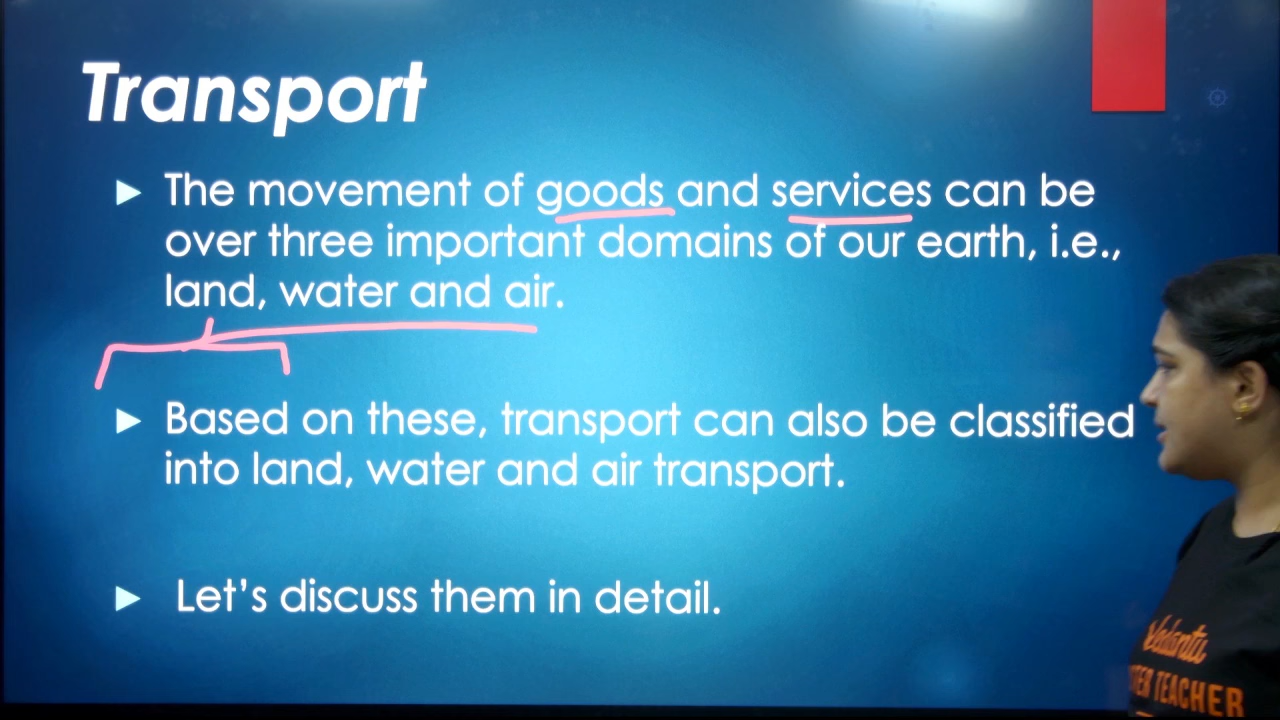 Transport
The movement of goods and services can be
over three important domains of our earth, i.e.,
land, water and air.
Based on these, transport can also be classified
into land, water and air transport.
Let's discuss them in detail.
Vedantu
TEACHER